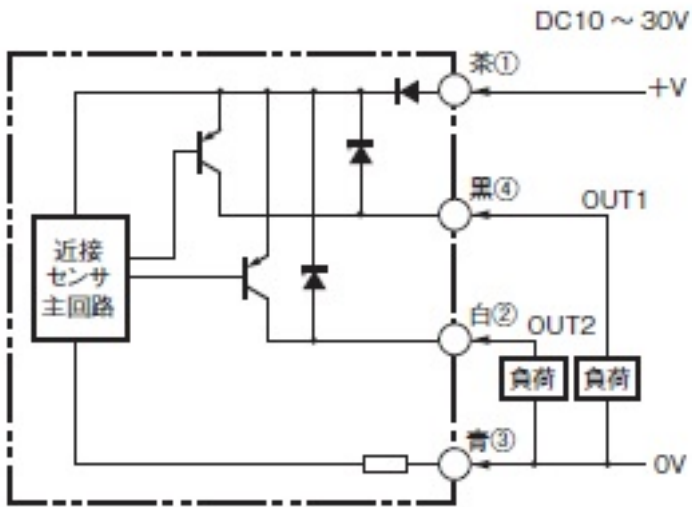 DC10 ～ 30V
茶①
+V
黒④
OUT1
近接
センサ
主回路
白②
OUT2
負荷
負荷
青③
0V